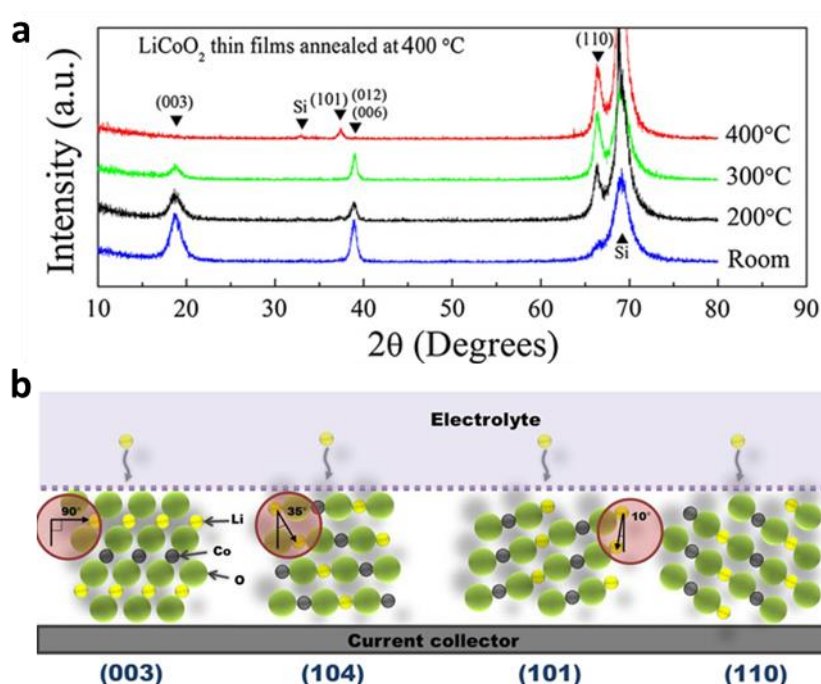 a
LiCoO₂ thin films annealed at 400 °C
(003)
Si
(101)
(012)
(006)
(110)
400°C
300°C
200°C
Room
Si
Intensity (a.u.)
10 20 30 40 50 60 70 80 90
2θ (Degrees)
b
Electrolyte
90°
Li
Co
O
35°
10°
Current collector
(003) (104) (101) (110)